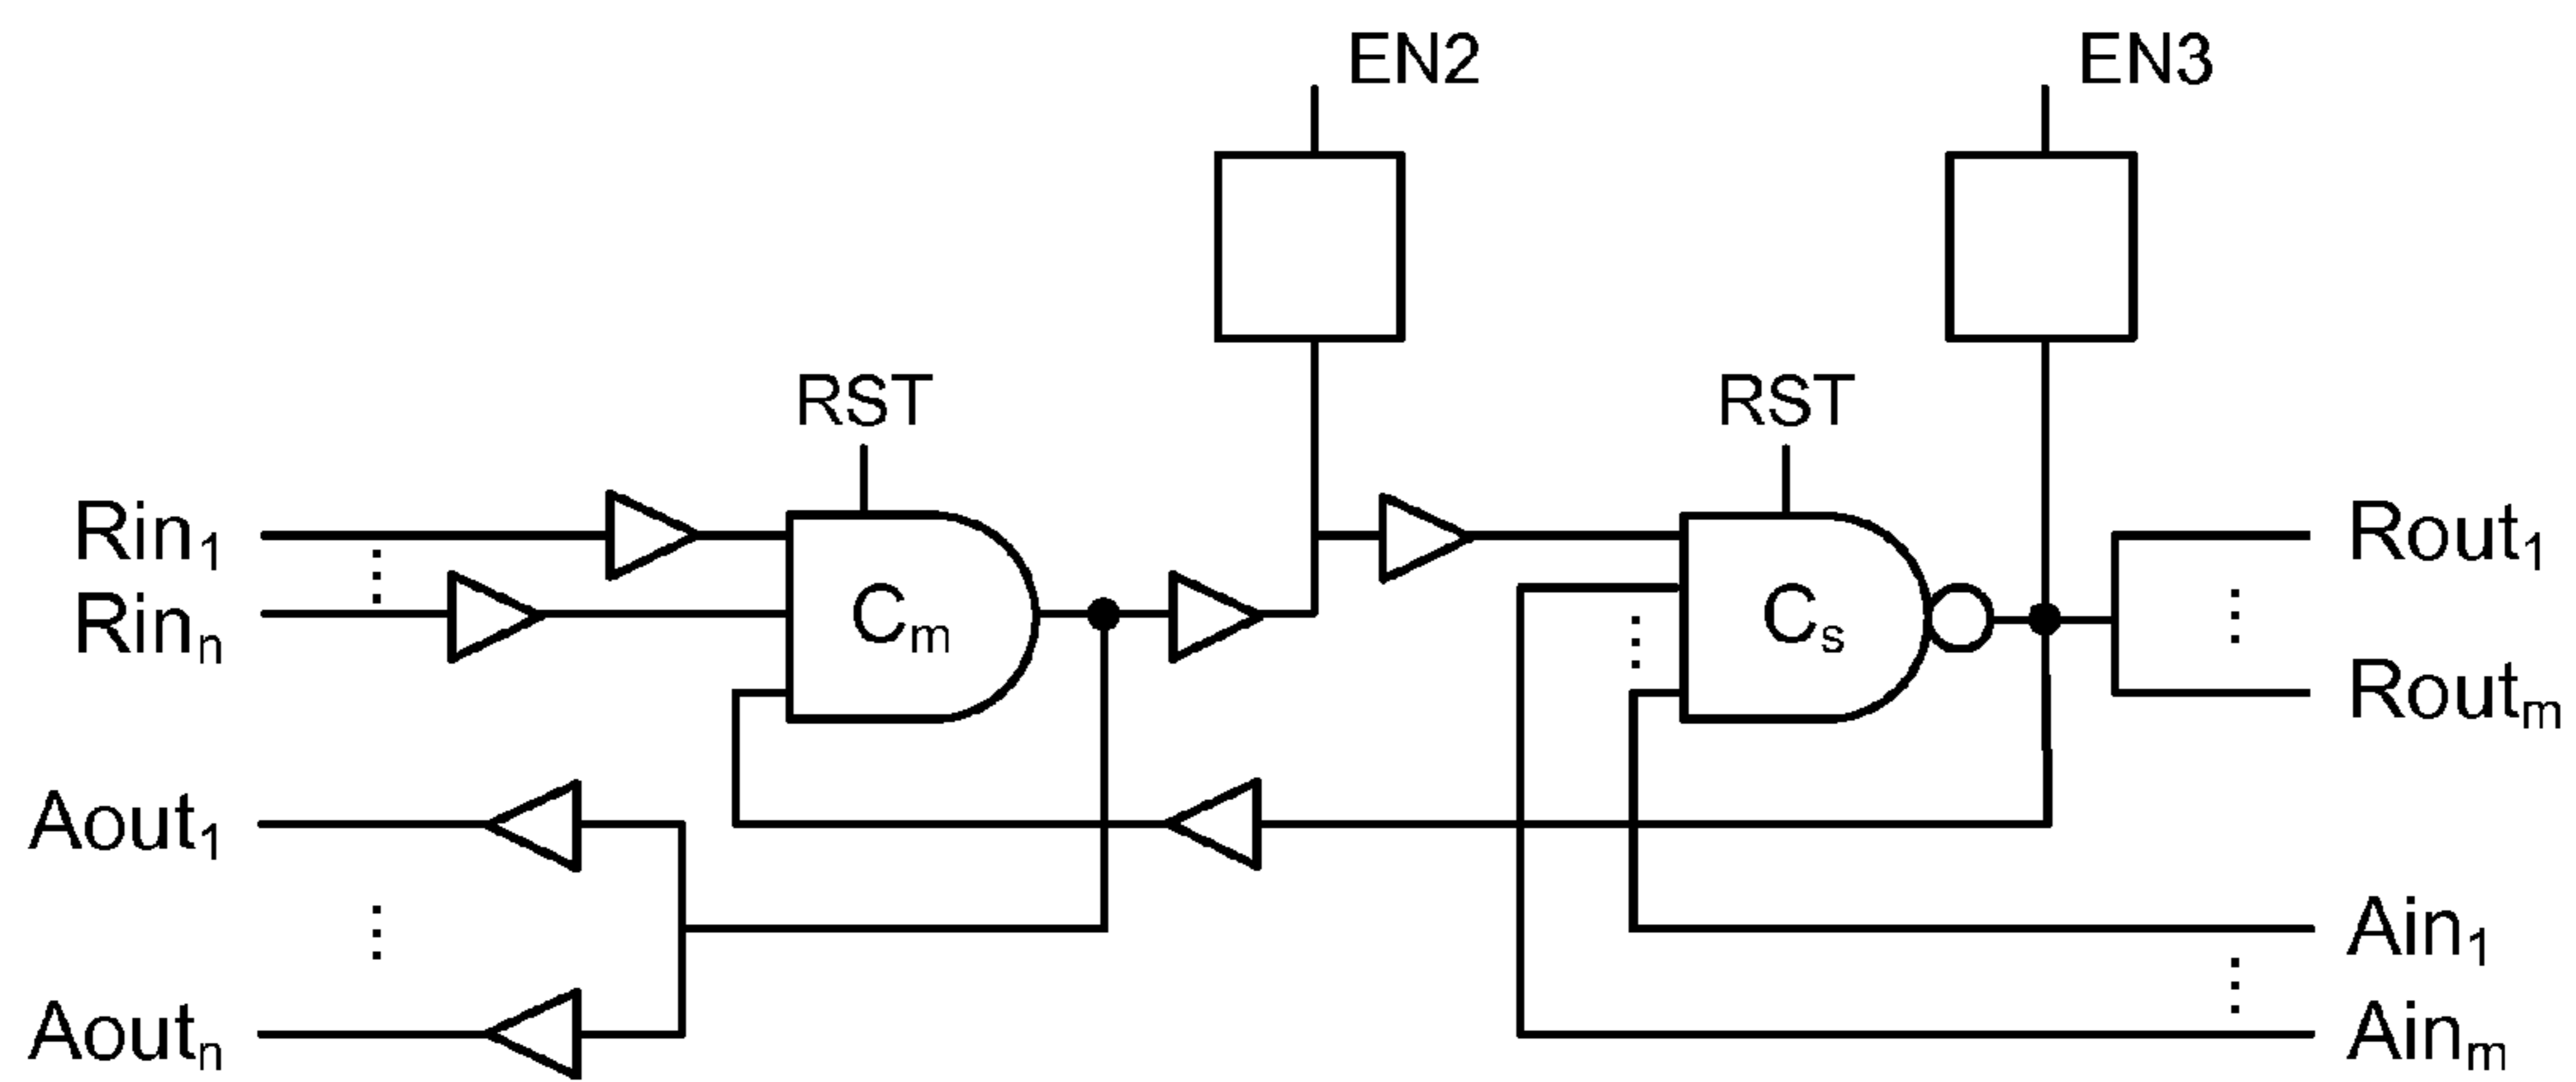 EN2
EN3
RST
RST
Rin1
Rinn
Cm
Cs
Rout1
Routm
Aout1
Aoutn
Ain1
Ainm